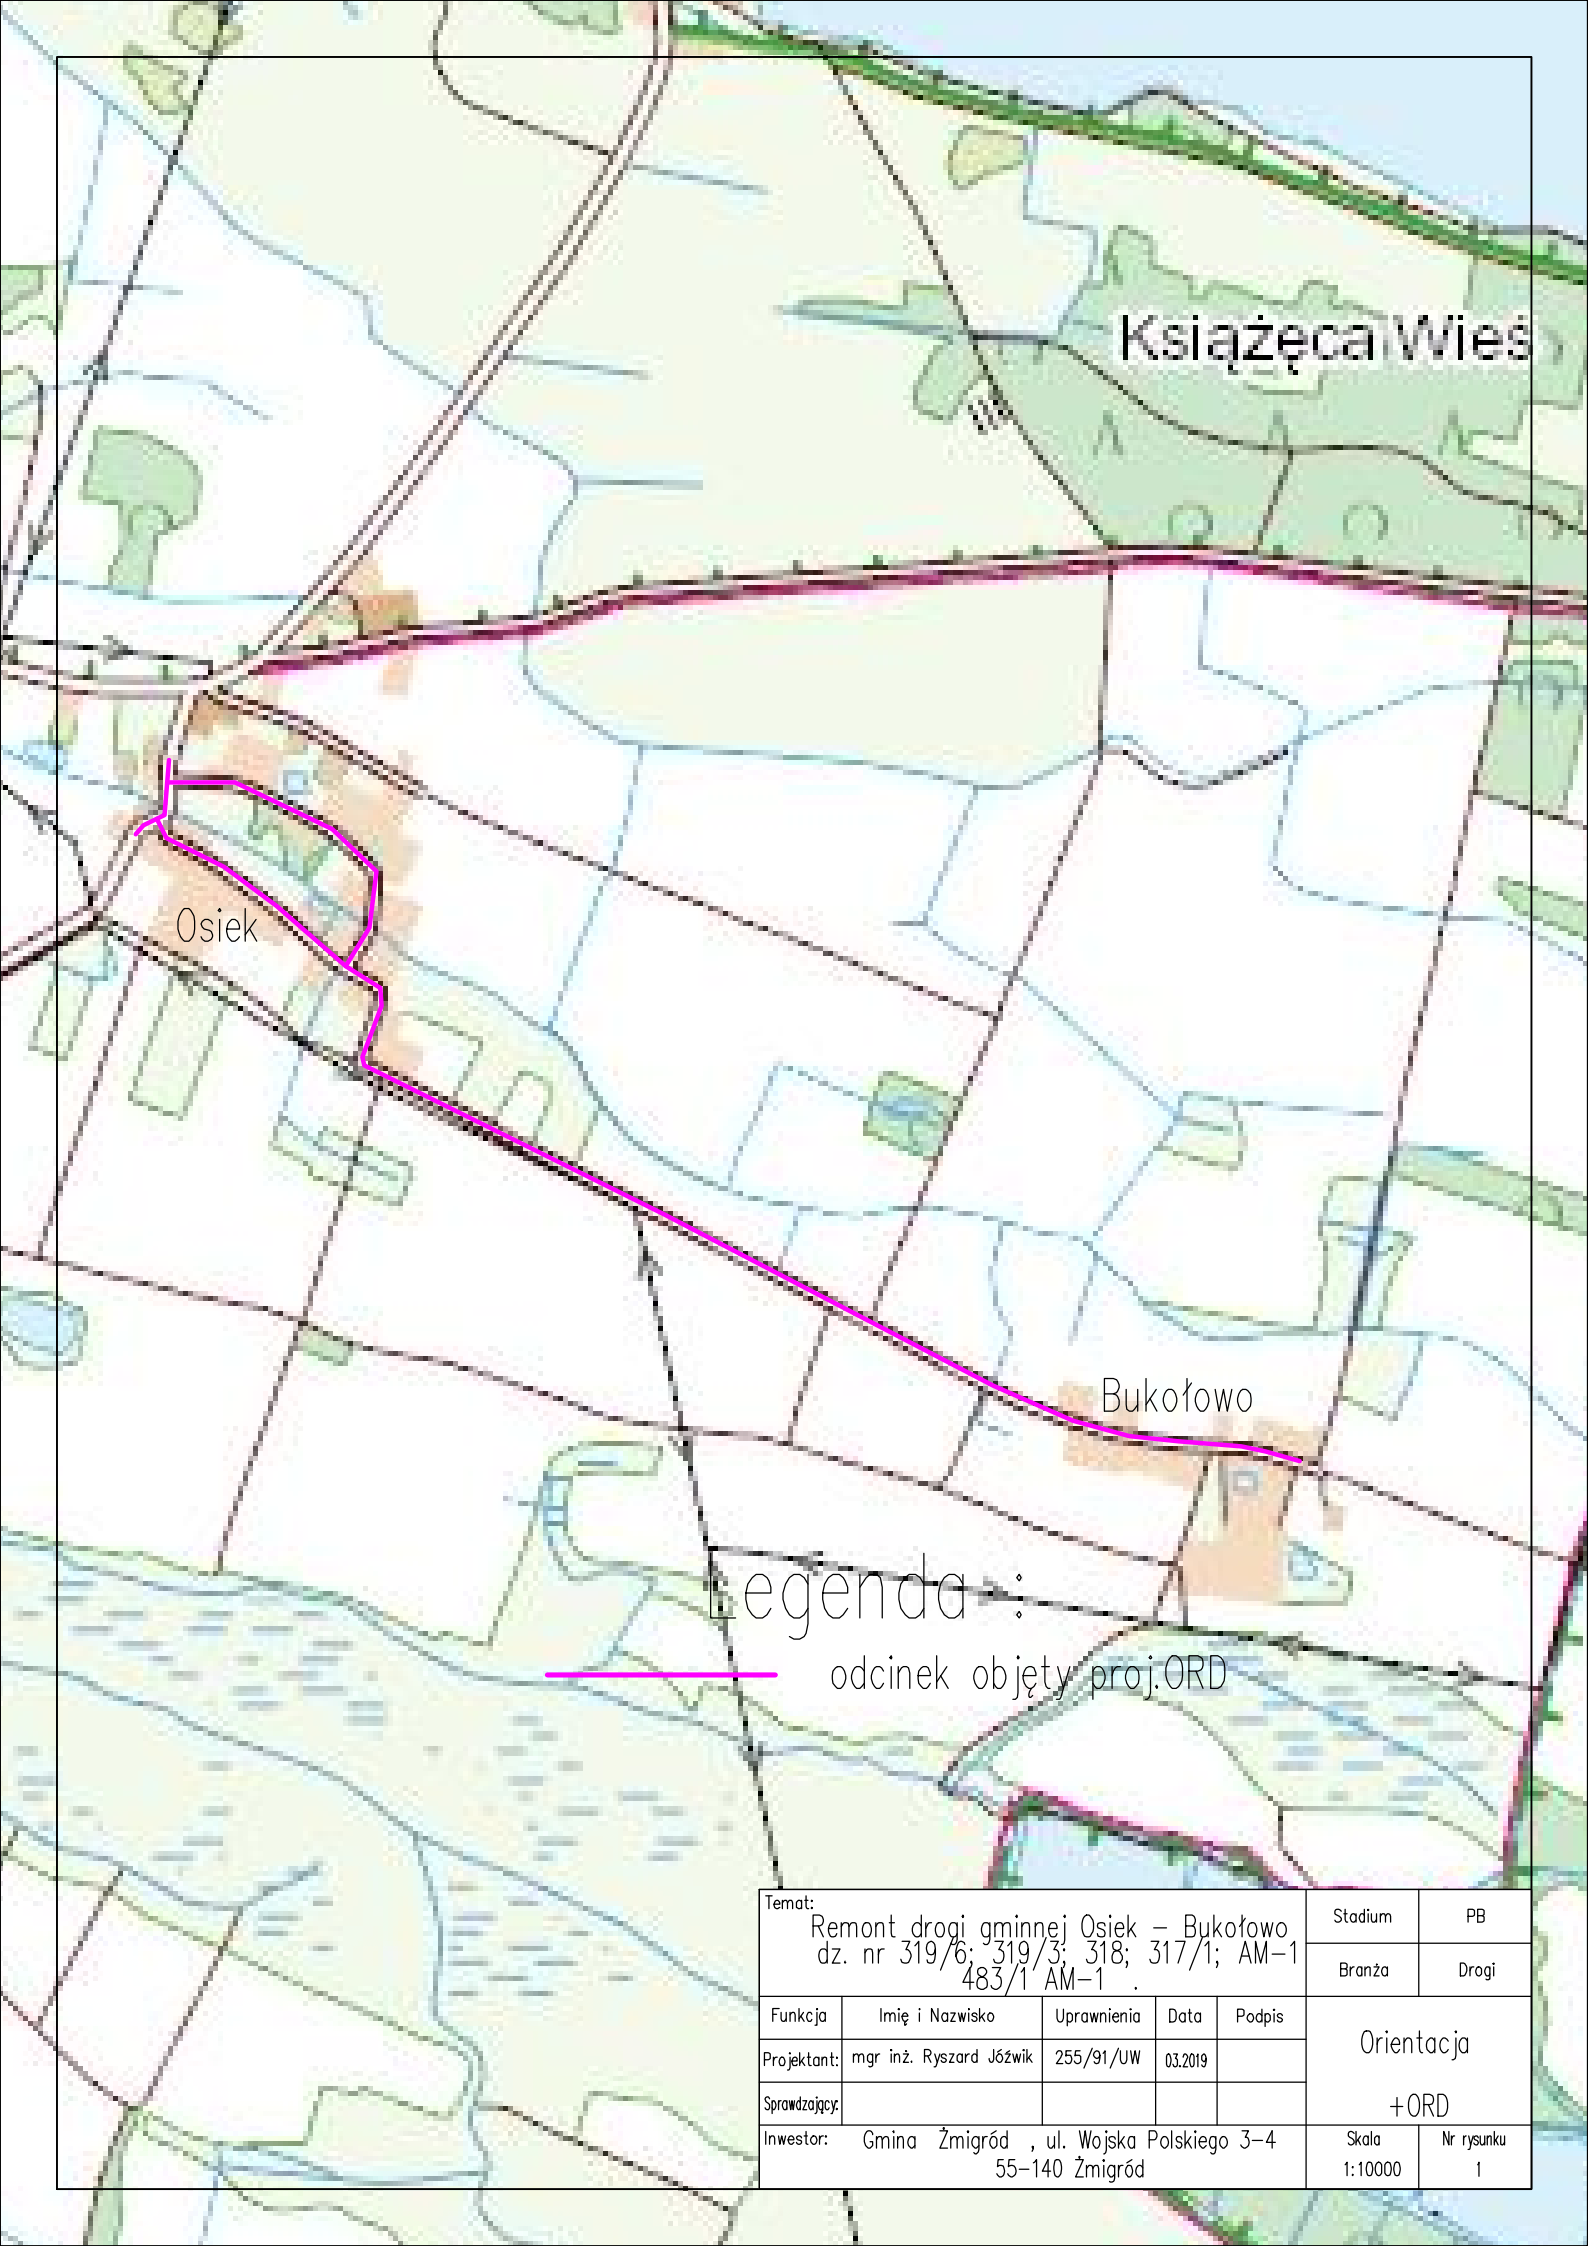 Książęca Wieś
Osiek
Bukołowo
Legenda :
odcinek objęty proj.ORD
Temat:
Remont drogi gminnej Osiek – Bukołowo
dz. nr 319/6; 319/3; 318; 317/1; AM-1
483/1 AM-1 .
Stadium PB
Branża Drogi
Funkcja Imię i Nazwisko Uprawnienia Data Podpis
Projektant: mgr inż. Ryszard Jóźwik 255/91/UW 03.2019
Sprawdzający:
Orientacja
+ORD
Inwestor: Gmina Żmigród , ul. Wojska Polskiego 3-4
55-140 Żmigród
Skala Nr rysunku
1:10000 1